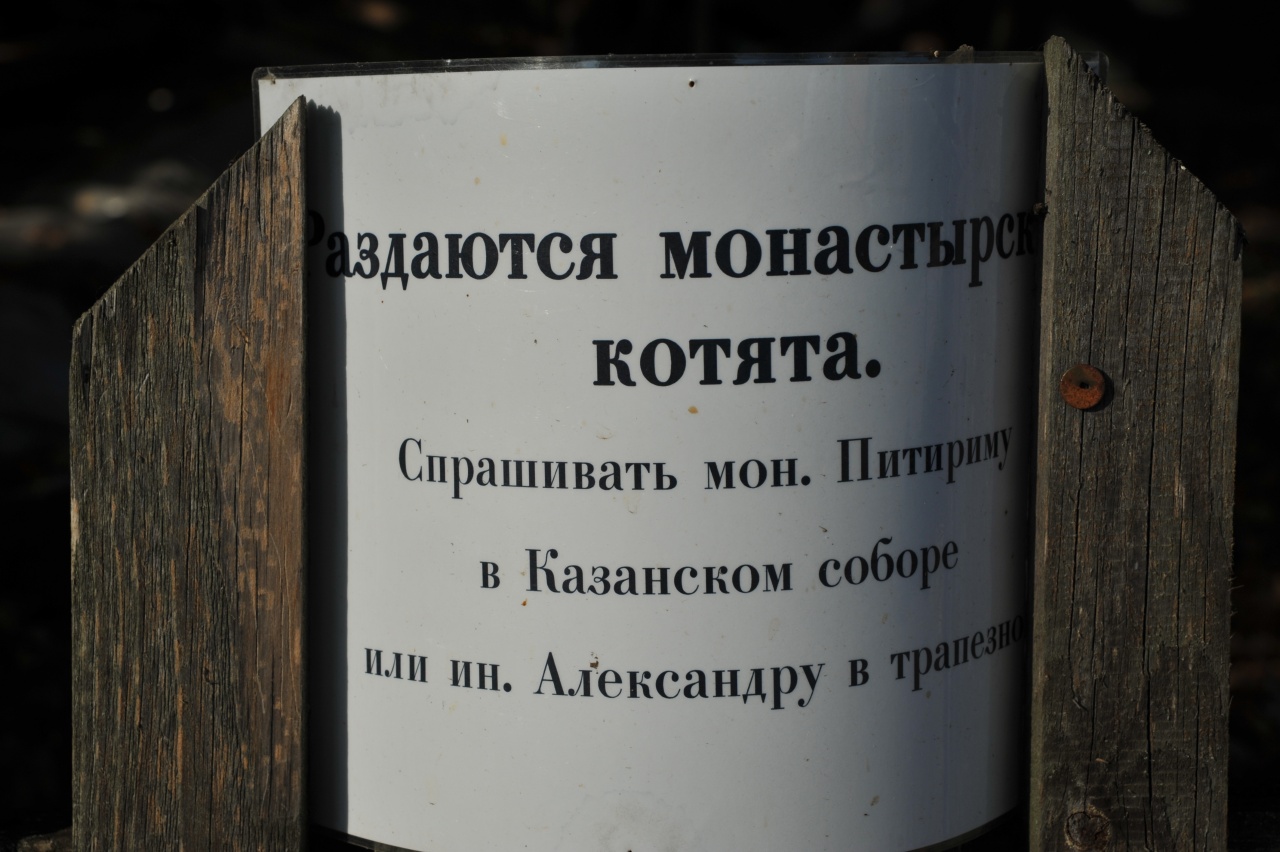 Раздаются монастырск
котята.
Спрашивать мон. Питириму
в Казанском соборе
или ин. Александру в трапезно